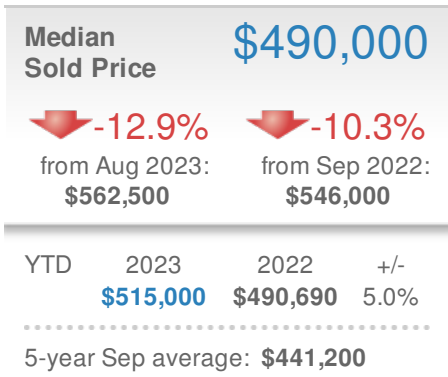 Median
Sold Price
$490,000
-12.9% -10.3%
from Aug 2023: from Sep 2022:
$562,500 $546,000
YTD 2023 2022 +/-
$515,000 $490,690 5.0%
5-year Sep average: $441,200